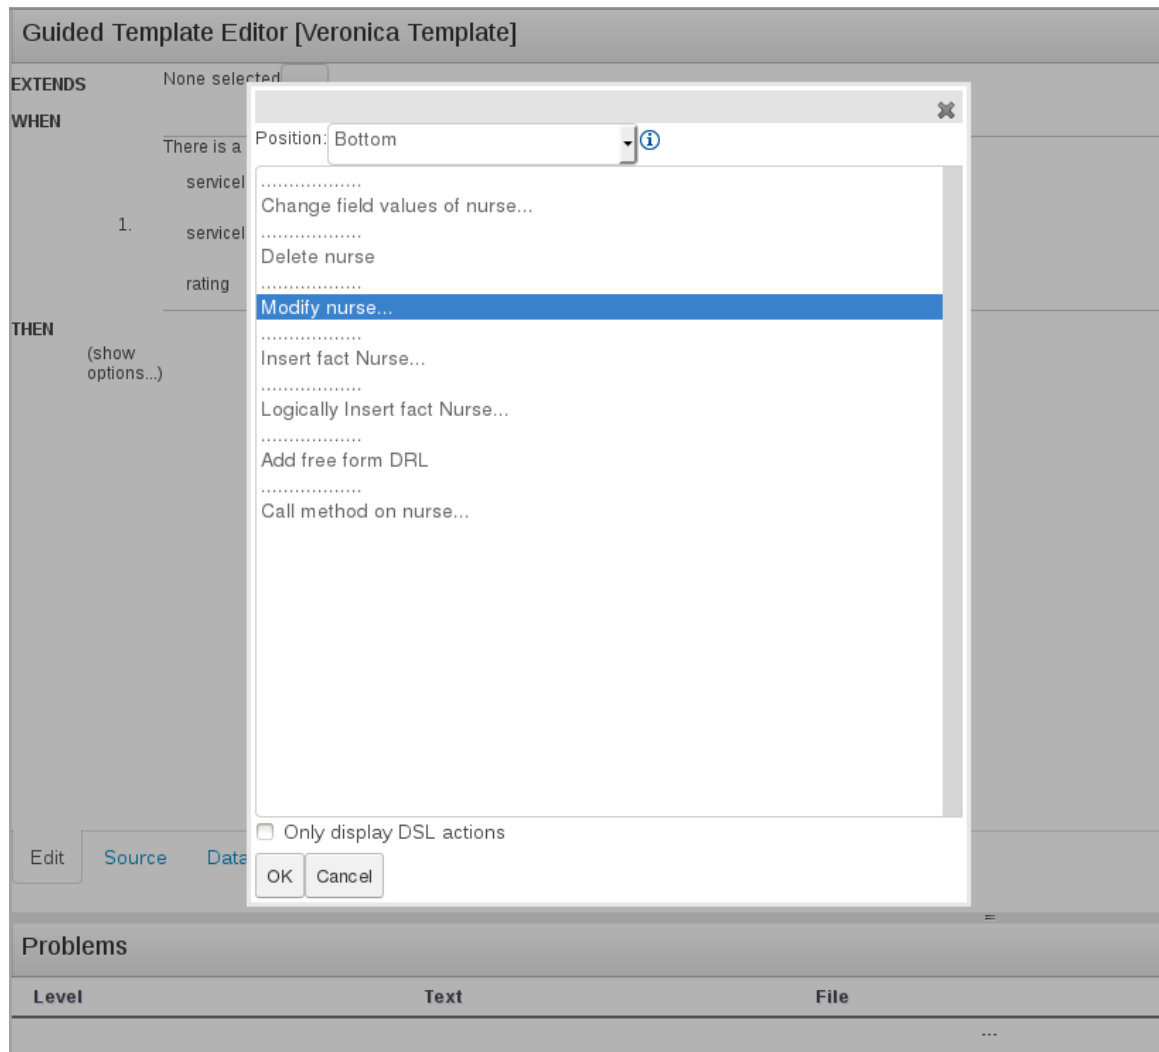 Guided Template Editor [Veronica Template]
EXTENDS None selected
WHEN
Position: Bottom
There is a
serviceI
..................
Change field values of nurse...
1. serviceI
..................
Delete nurse
rating
..................
Modify nurse...
THEN
..................
(show options...)
Insert fact Nurse...
..................
Logically Insert fact Nurse...
..................
Add free form DRL
..................
Call method on nurse...
Only display DSL actions
Edit Source Data
OK Cancel
Problems
Level Text File
...